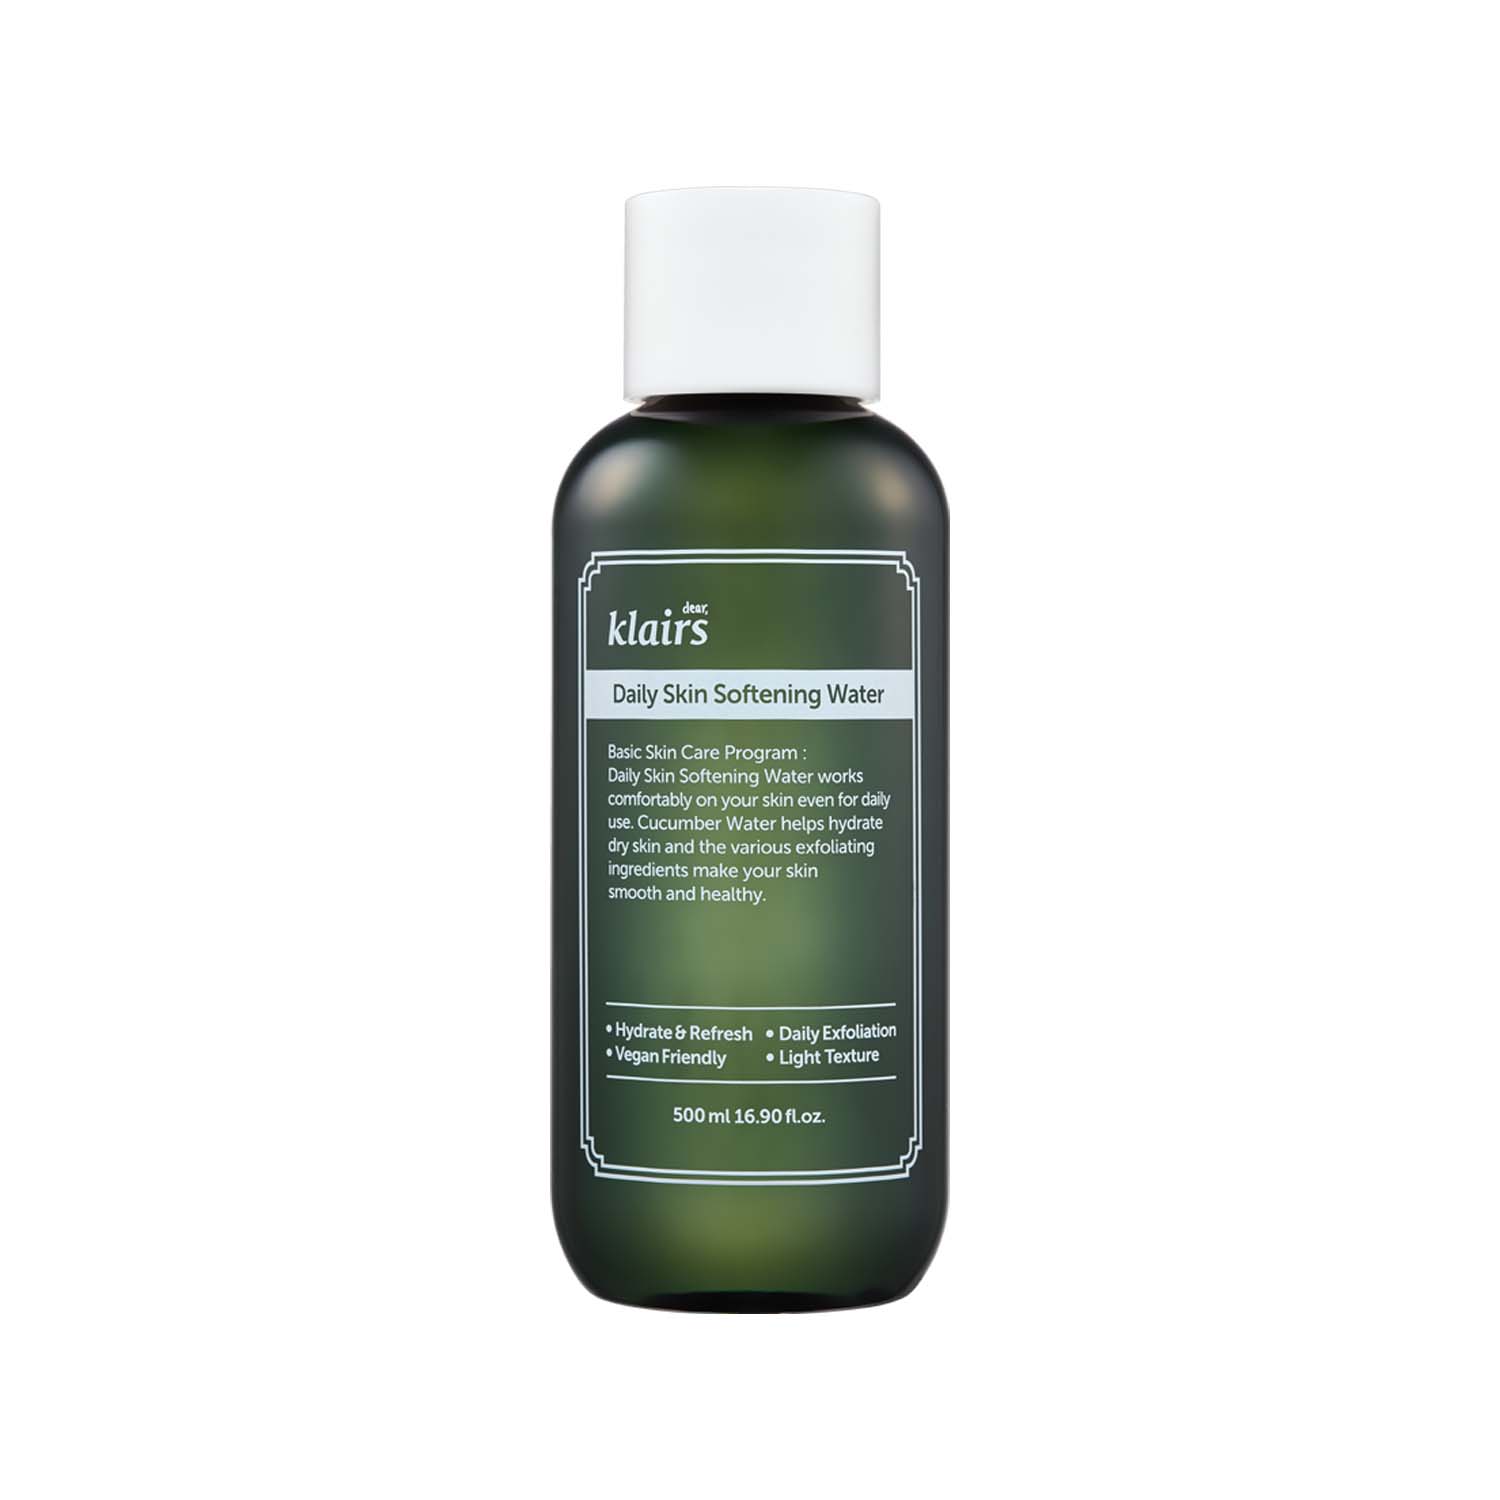 dear,
klairs
Daily Skin Softening Water
Basic Skin Care Program :
Daily Skin Softening Water works
comfortably on your skin even for daily
use. Cucumber Water helps hydrate
dry skin and the various exfoliating
ingredients make your skin
smooth and healthy.
• Hydrate & Refresh • Daily Exfoliation
• Vegan Friendly • Light Texture
500 ml 16.90 fl.oz.